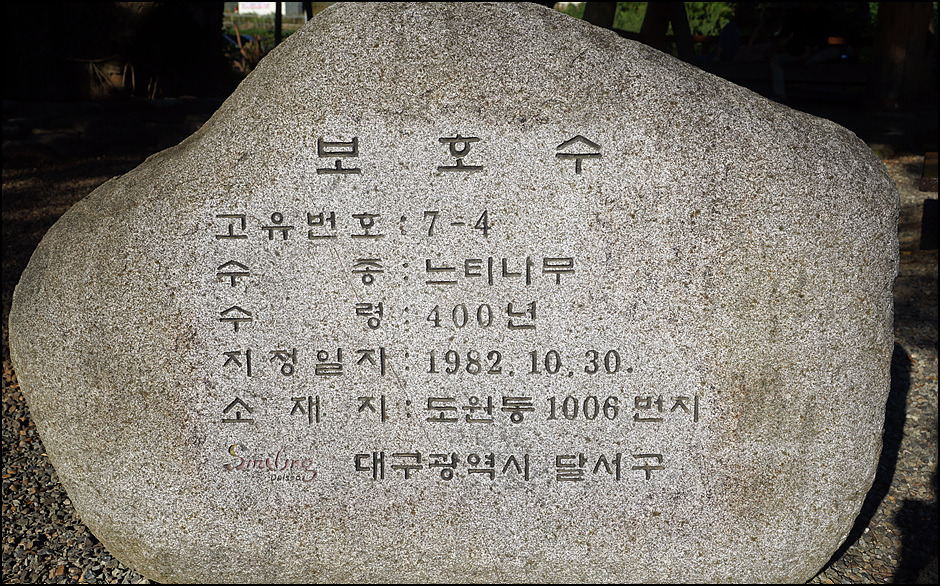 보 호 수
고유번호 : 7-4
수 종 : 느티나무
수 령 : 400년
지정일자 : 1982. 10. 30.
소 재 지 : 도원동 1006 번지
대구광역시 달서구